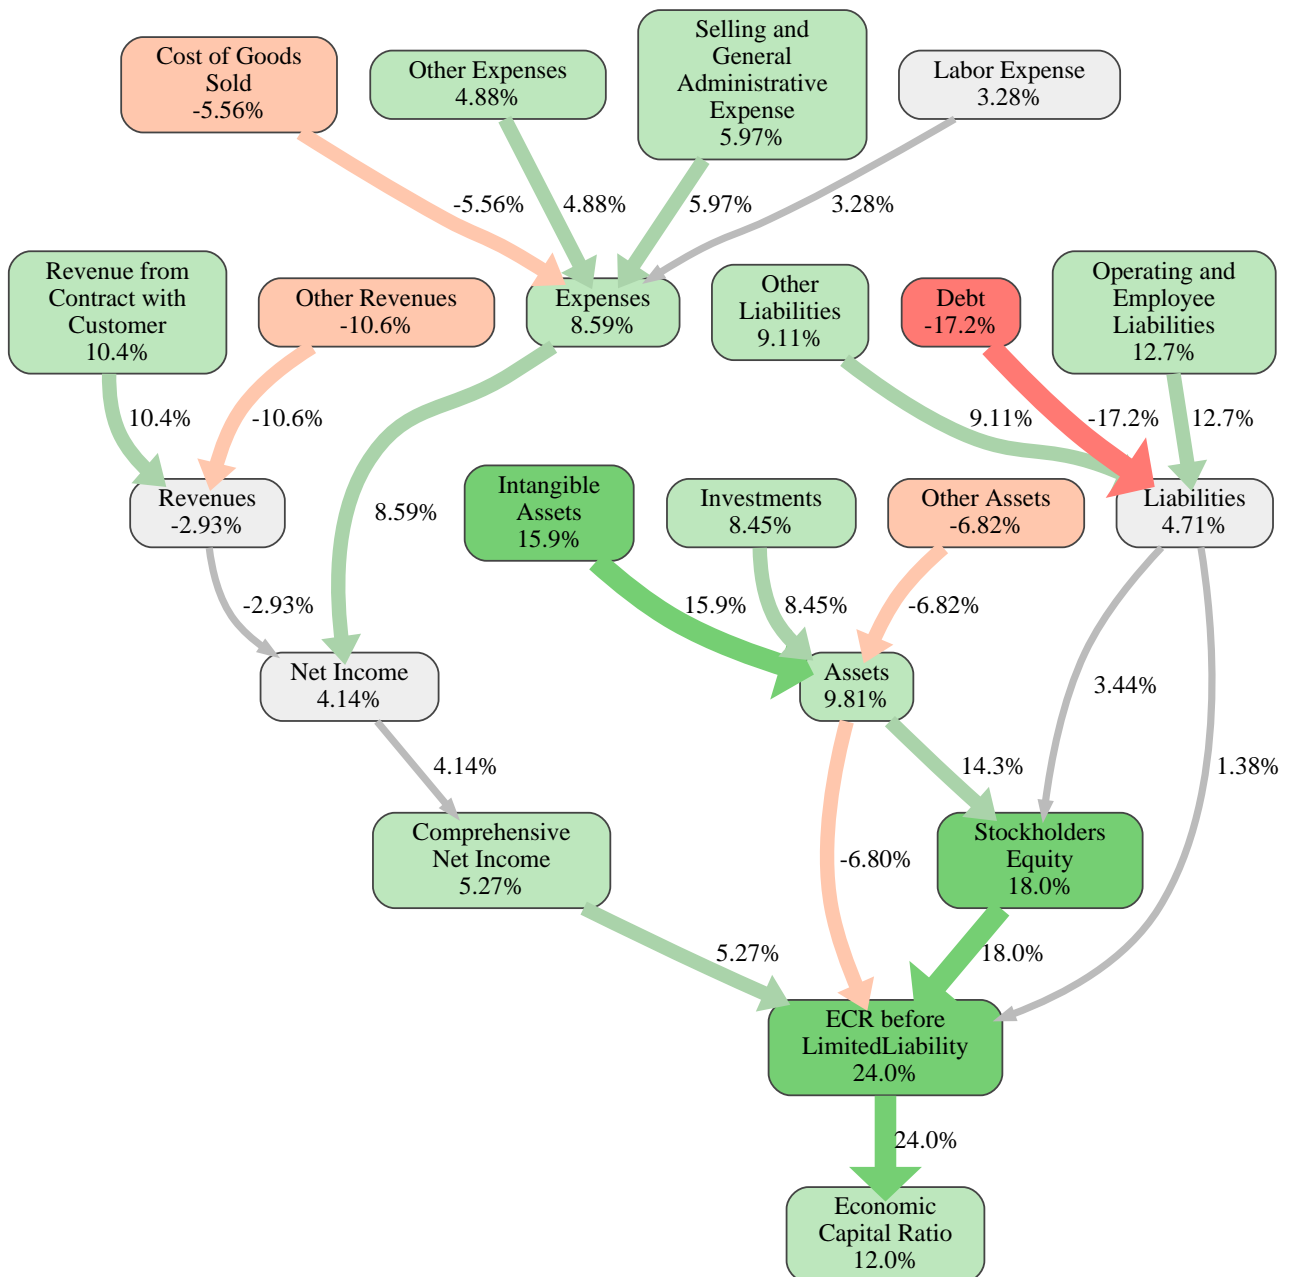 Cost of Goods
Sold
-5.56%
Other Expenses
4.88%
Selling and
General
Administrative
Expense
5.97%
Labor Expense
3.28%
-5.56%
4.88%
5.97%
3.28%
Revenue from
Contract with
Customer
10.4%
Other Revenues
-10.6%
Expenses
8.59%
Other
Liabilities
9.11%
Debt
-17.2%
Operating and
Employee
Liabilities
12.7%
10.4%
-10.6%
9.11%
-17.2%
12.7%
Revenues
-2.93%
8.59%
Intangible
Assets
15.9%
Investments
8.45%
Other Assets
-6.82%
Liabilities
4.71%
-2.93%
15.9%
8.45%
-6.82%
Net Income
4.14%
Assets
9.81%
3.44%
4.14%
14.3%
1.38%
Comprehensive
Net Income
5.27%
-6.80%
Stockholders
Equity
18.0%
5.27%
18.0%
ECR before
LimitedLiability
24.0%
24.0%
Economic
Capital Ratio
12.0%